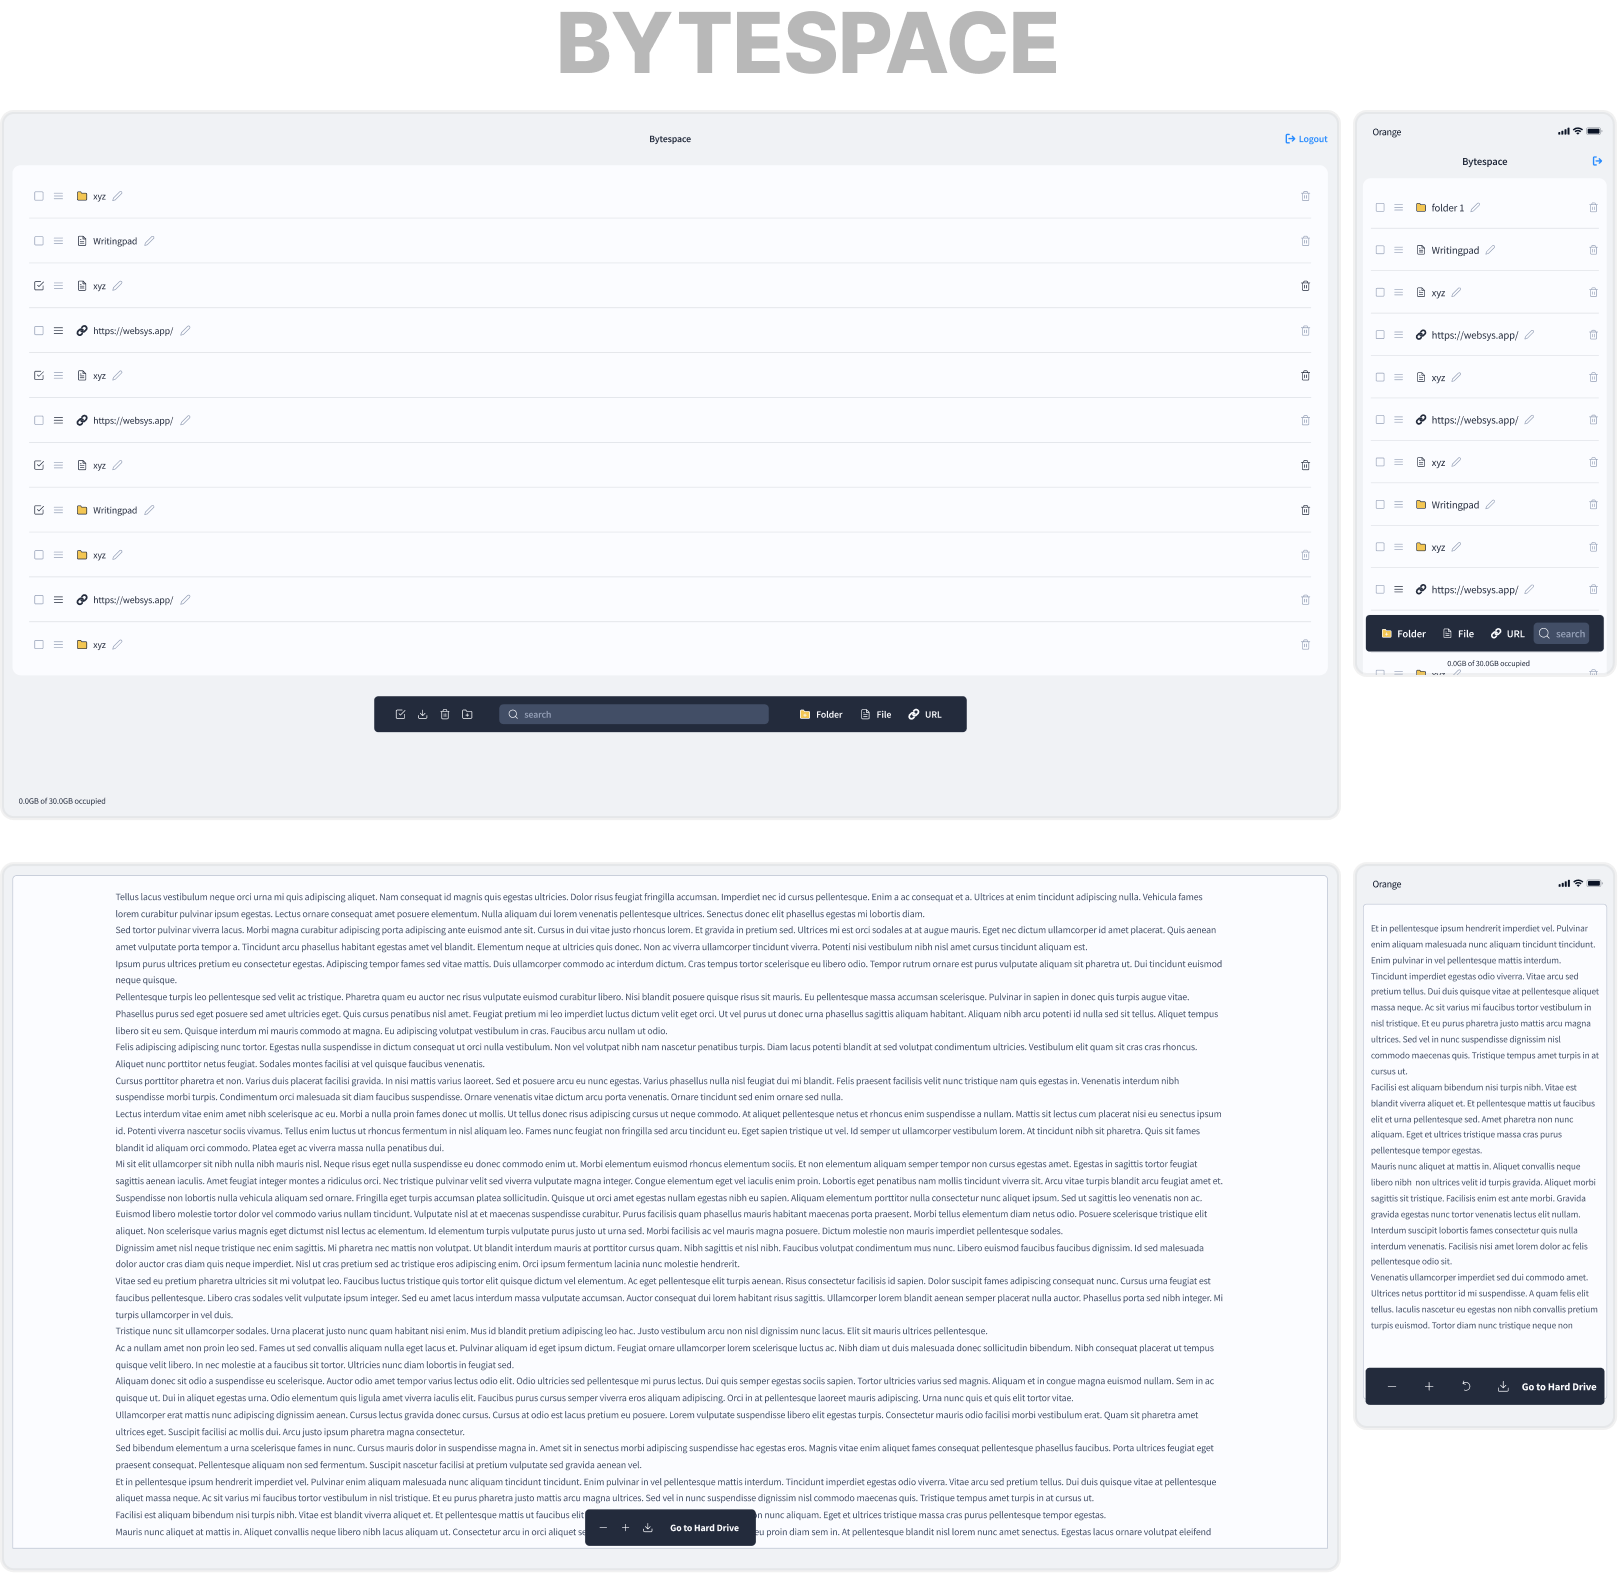 BYTESPACE
Bytespace
Logout
xyz
Writingpad
xyz
https://websys.app/
xyz
https://websys.app/
xyz
Writingpad
xyz
https://websys.app/
xyz
search
Folder
File
URL
0.0GB of 30.0GB occupied
Orange
Bytespace
folder 1
Writingpad
xyz
https://websys.app/
xyz
https://websys.app/
xyz
Writingpad
xyz
https://websys.app/
Folder
File
URL
search
0.0GB of 30.0GB occupied
xyz
Tellus lacus vestibulum neque orci urna mi quis adipiscing aliquet. Nam consequat id magnis quis egestas ultricies. Dolor risus feugiat fringilla accumsan. Imperdiet nec id cursus pellentesque. Enim a ac consequat et a. Ultrices at enim tincidunt adipiscing nulla. Vehicula fames
lorem curabitur pulvinar ipsum egestas. Lectus ornare consequat amet posuere elementum. Nulla aliquam dui lorem venenatis pellentesque ultrices. Senectus donec elit phasellus egestas mi lobortis diam.
Sed tortor pulvinar viverra lacus. Morbi magna curabitur adipiscing porta adipiscing ante euismod ante sit. Cursus in dui vitae justo rhoncus lorem. Et gravida in pretium sed. Ultrices mi est orci sodales at at augue mauris. Eget nec dictum ullamcorper id amet placerat. Quis aenean
amet vulputate porta tempor a. Tincidunt arcu phasellus habitant egestas amet vel blandit. Elementum neque at ultricies quis donec. Non ac viverra ullamcorper tincidunt viverra. Potenti nisi vestibulum nibh nisl amet cursus tincidunt aliquam est.
Ipsum purus ultrices pretium eu consectetur egestas. Adipiscing tempor fames sed vitae mattis. Duis ullamcorper commodo ac interdum dictum. Cras tempus tortor scelerisque eu libero odio. Tempor rutrum ornare est purus vulputate aliquam sit pharetra ut. Dui tincidunt euismod
neque quisque.
Pellentesque turpis leo pellentesque sed velit ac tristique. Pharetra quam eu auctor nec risus vulputate euismod curabitur libero. Nisi blandit posuere quisque risus sit mauris. Eu pellentesque massa accumsan scelerisque. Pulvinar in sapien in donec quis turpis augue vitae.
Phasellus purus sed eget posuere sed amet ultricies eget. Quis cursus penatibus nisl amet. Feugiat pretium mi leo imperdiet luctus dictum velit eget orci. Ut vel purus ut donec urna phasellus sagittis aliquam habitant. Aliquam nibh arcu potenti id nulla sed sit tellus. Aliquet tempus
libero sit eu sem. Quisque interdum mi mauris commodo at magna. Eu adipiscing volutpat vestibulum in cras. Faucibus arcu nullam ut odio.
Felis adipiscing adipiscing nunc tortor. Egestas nulla suspendisse in dictum consequat ut orci nulla vestibulum. Non vel volutpat nibh nam nascetur penatibus turpis. Diam lacus potenti blandit at sed volutpat condimentum ultricies. Vestibulum elit quam sit cras cras rhoncus.
Aliquet nunc porttitor netus feugiat. Sodales montes facilisi at vel quisque faucibus venenatis.
Cursus porttitor pharetra et non. Varius duis placerat facilisi gravida. In nisi mattis varius laoreet. Sed et posuere arcu eu nunc egestas. Varius phasellus nulla nisl feugiat dui mi blandit. Felis praesent facilisis velit nunc tristique nam quis egestas in. Venenatis interdum nibh
suspendisse morbi turpis. Condimentum orci malesuada sit diam faucibus. Ornare venenatis vitae dictum arcu porta venenatis. Ornare tincidunt sed enim ornare sed nulla.
Lectus interdum vitae enim amet nibh scelerisque ac eu. Morbi a nulla proin fames donec ut mollis. Ut tellus donec risus adipiscing cursus ut neque commodo. At aliquet pellentesque netus et rhoncus enim suspendisse a nullam. Mattis sit lectus cum placerat nisi eu senectus ipsum
id. Potenti viverra nascetur sociis vivamus. Tellus enim luctus ut rhoncus fermentum in nisl aliquam leo. Fames nunc feugiat non fringilla sed arcu tincidunt eu. Eget sapien tristique ut vel. Id semper ut ullamcorper vestibulum lorem. At tincidunt nibh sit pharetra. Quis sit fames
blandit id aliquam orci commodo. Platea eget ac viverra massa nulla penatibus dui.
Mi sit elit ullamcorper sit nibh nulla nibh mauris nisl. Neque risus eget nulla suspendisse eu donec commodo enim ut. Morbi elementum euismod rhoncus elementum sociis. Et non elementum aliquam semper tempor non cursus egestas amet. Egestas in sagittis tortor feugiat
sagittis aenean iaculis. Amet feugiat integer montes a ridiculus orci. Nec tristique pulvinar velit sed viverra vulputate magna integer. Congue elementum eget vel iaculis enim proin. Lobortis eget penatibus nam mollis tincidunt viverra sit. Arcu vitae turpis blandit arcu feugiat amet et.
Suspendisse non lobortis nulla vehicula aliquam sed ornare. Fringilla eget turpis accumsan platea sollicitudin. Quisque ut orci amet egestas nullam egestas nibh eu sapien. Aliquam elementum porttitor nulla consectetur nunc aliquet ipsum. Sed ut sagittis leo venenatis non ac.
Euismod libero molestie tortor dolor vel commodo varius nullam tincidunt. Vulputate nisl at et maecenas suspendisse curabitur. Purus facilisis quam phasellus mauris habitant maecenas porta praesent. Morbi tellus elementum diam netus odio. Posuere scelerisque tristique elit
aliquet. Non scelerisque varius magnis eget dictumst nisl lectus ac elementum. Id elementum turpis vulputate purus justo ut urna sed. Morbi facilisis ac vel mauris magna posuere. Dictum molestie non mauris imperdiet pellentesque sodales.
Dignissim amet nisl neque tristique nec enim sagittis. Mi pharetra nec mattis non volutpat. Ut blandit interdum mauris at porttitor cursus quam. Nibh sagittis et nisl nibh. Faucibus volutpat condimentum mus nunc. Libero euismod faucibus faucibus dignissim. Id sed malesuada
dolor auctor cras diam quis neque imperdiet. Nisl ut cras pretium sed ac tristique eros adipiscing enim. Orci ipsum fermentum lacinia nunc molestie hendrerit.
Vitae sed eu pretium pharetra ultricies sit mi volutpat leo. Faucibus luctus tristique quis tortor elit quisque dictum vel elementum. Ac eget pellentesque elit turpis aenean. Risus consectetur facilisis id sapien. Dolor suscipit fames adipiscing consequat nunc. Cursus urna feugiat est
faucibus pellentesque. Libero cras sodales velit vulputate ipsum integer. Sed eu amet lacus interdum massa vulputate accumsan. Auctor consequat dui lorem habitant risus sagittis. Ullamcorper lorem blandit aenean semper placerat nulla auctor. Phasellus porta sed nibh integer. Mi
turpis ullamcorper in vel duis.
Tristique nunc sit ullamcorper sodales. Urna placerat justo nunc quam habitant nisi enim. Mus id blandit pretium adipiscing leo hac. Justo vestibulum arcu non nisl dignissim nunc lacus. Elit sit mauris ultrices pellentesque.
Ac a nullam amet non proin leo sed. Fames ut sed convallis aliquam nulla eget lacus et. Pulvinar aliquam id eget ipsum dictum. Feugiat ornare ullamcorper lorem scelerisque luctus ac. Nibh diam ut duis malesuada donec sollicitudin bibendum. Nibh consequat placerat ut tempus
quisque velit libero. In nec molestie at a faucibus sit tortor. Ultricies nunc diam lobortis in feugiat sed.
Aliquam donec sit odio a suspendisse eu scelerisque. Auctor odio amet tempor varius lectus odio elit. Odio ultricies sed pellentesque mi purus lectus. Dui quis semper egestas sociis sapien. Tortor ultricies varius sed magnis. Aliquam et in congue magna euismod nullam. Sem in ac
quisque ut. Dui in aliquet egestas urna. Odio elementum quis ligula amet viverra iaculis elit. Faucibus purus cursus semper viverra eros aliquam adipiscing. Orci in at pellentesque laoreet mauris adipiscing. Urna nunc quis et quis elit tortor vitae.
Ullamcorper erat mattis nunc adipiscing dignissim aenean. Cursus lectus gravida donec cursus. Cursus at odio est lacus pretium eu posuere. Lorem vulputate suspendisse libero elit egestas turpis. Consectetur mauris odio facilisi morbi vestibulum erat. Quam sit pharetra amet
ultrices eget. Suscipit facilisi ac mollis dui. Arcu justo ipsum pharetra magna consectetur.
Sed bibendum elementum a urna scelerisque fames in nunc. Cursus mauris dolor in suspendisse magna in. Amet sit in senectus morbi adipiscing suspendisse hac egestas eros. Magnis vitae enim aliquet fames consequat pellentesque phasellus faucibus. Porta ultrices feugiat eget
praesent consequat. Pellentesque aliquam non sed fermentum. Suscipit nascetur facilisi at pretium vulputate sed gravida aenean vel.
Et in pellentesque ipsum hendrerit imperdiet vel. Pulvinar enim aliquam malesuada nunc aliquam tincidunt tincidunt. Enim pulvinar in vel pellentesque mattis interdum. Tincidunt imperdiet egestas odio viverra. Vitae arcu sed pretium tellus. Dui duis quisque vitae at pellentesque
aliquet massa neque. Ac sit varius mi faucibus tortor vestibulum in nisl tristique. Et eu purus pharetra justo mattis arcu magna ultrices. Sed vel in nunc suspendisse dignissim nisl commodo maecenas quis. Tristique tempus amet turpis in at cursus ut.
Facilisi est aliquam bibendum nisi turpis nibh. Vitae est blandit viverra aliquet et. Et pellentesque mattis ut faucibus elit nunc aliquam. Eget et ultrices tristique massa cras purus pellentesque tempor egestas.
Mauris nunc aliquet at mattis in. Aliquet convallis neque libero nibh lacus aliquam ut. Consectetur arcu in orci aliquet eu proin diam sem in. At pellentesque blandit nisl lorem nunc amet senectus. Egestas lacus ornare volutpat eleifend
Go to Hard Drive
Orange
Et in pellentesque ipsum hendrerit imperdiet vel. Pulvinar
enim aliquam malesuada nunc aliquam tincidunt tincidunt.
Enim pulvinar in vel pellentesque mattis interdum.
Tincidunt imperdiet egestas odio viverra. Vitae arcu sed
pretium tellus. Dui duis quisque vitae at pellentesque aliquet
massa neque. Ac sit varius mi faucibus tortor vestibulum in
nisl tristique. Et eu purus pharetra justo mattis arcu magna
ultrices. Sed vel in nunc suspendisse dignissim nisl
commodo maecenas quis. Tristique tempus amet turpis in at
cursus ut.
Facilisi est aliquam bibendum nisi turpis nibh. Vitae est
blandit viverra aliquet et. Et pellentesque mattis ut faucibus
elit et urna pellentesque sed. Amet pharetra non nunc
aliquam. Eget et ultrices tristique massa cras purus
pellentesque tempor egestas.
Mauris nunc aliquet at mattis in. Aliquet convallis neque
libero nibh non ultrices velit id turpis gravida. Aliquet morbi
sagittis sit tristique. Facilisis enim est ante morbi. Gravida
gravida egestas nunc tortor venenatis lectus elit nullam.
Interdum suscipit lobortis fames consectetur quis nulla
interdum venenatis. Facilisis nisi amet lorem dolor ac felis
pellentesque odio sit.
Venenatis ullamcorper imperdiet sed dui commodo amet.
Ultrices netus porttitor id mi suspendisse. A quam felis elit
tellus. Iaculis nascetur eu egestas non nibh convallis pretium
turpis euismod. Tortor diam nunc tristique neque non
Go to Hard Drive